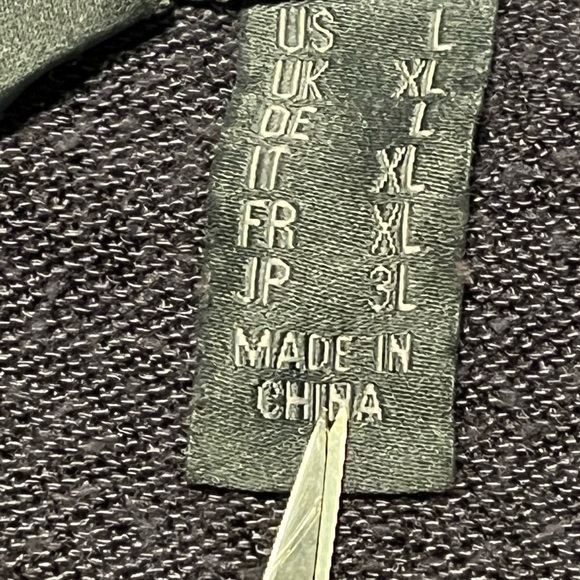 US L
UK XL
DE L
IT XL
FR XL
JP 3L
MADE IN
CHINA